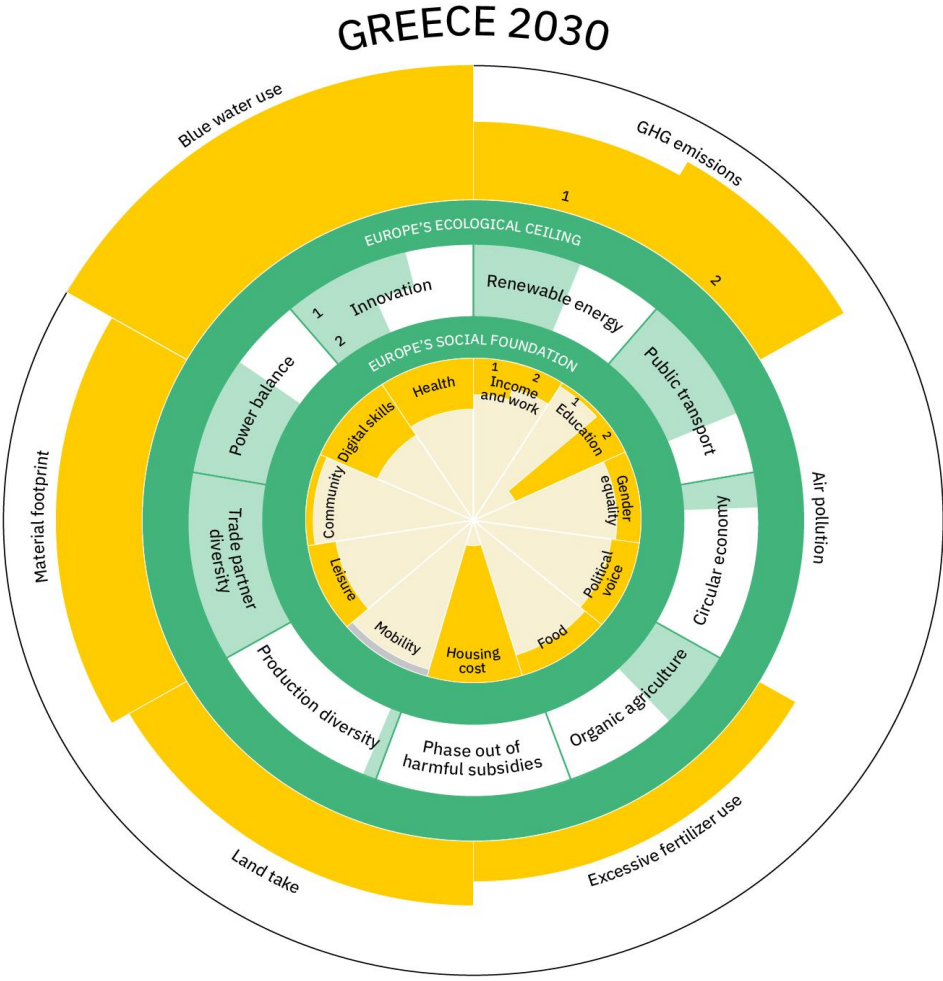 GREECE 2030
Blue water use
GHG emissions
1
2
EUROPE'S ECOLOGICAL CEILING
Innovation
1
2
Renewable energy
Power balance
Public transport
EUROPE'S SOCIAL FOUNDATION
Health
1
2
Income
and work
1
2
Education
Digital skills
Gender
equality
Community
Political
voice
Leisure
Food
Mobility
Housing
cost
Material footprint
Trade partner
diversity
Circular economy
Air pollution
Production diversity
Organic agriculture
Phase out of
harmful subsidies
Land take
Excessive fertilizer use